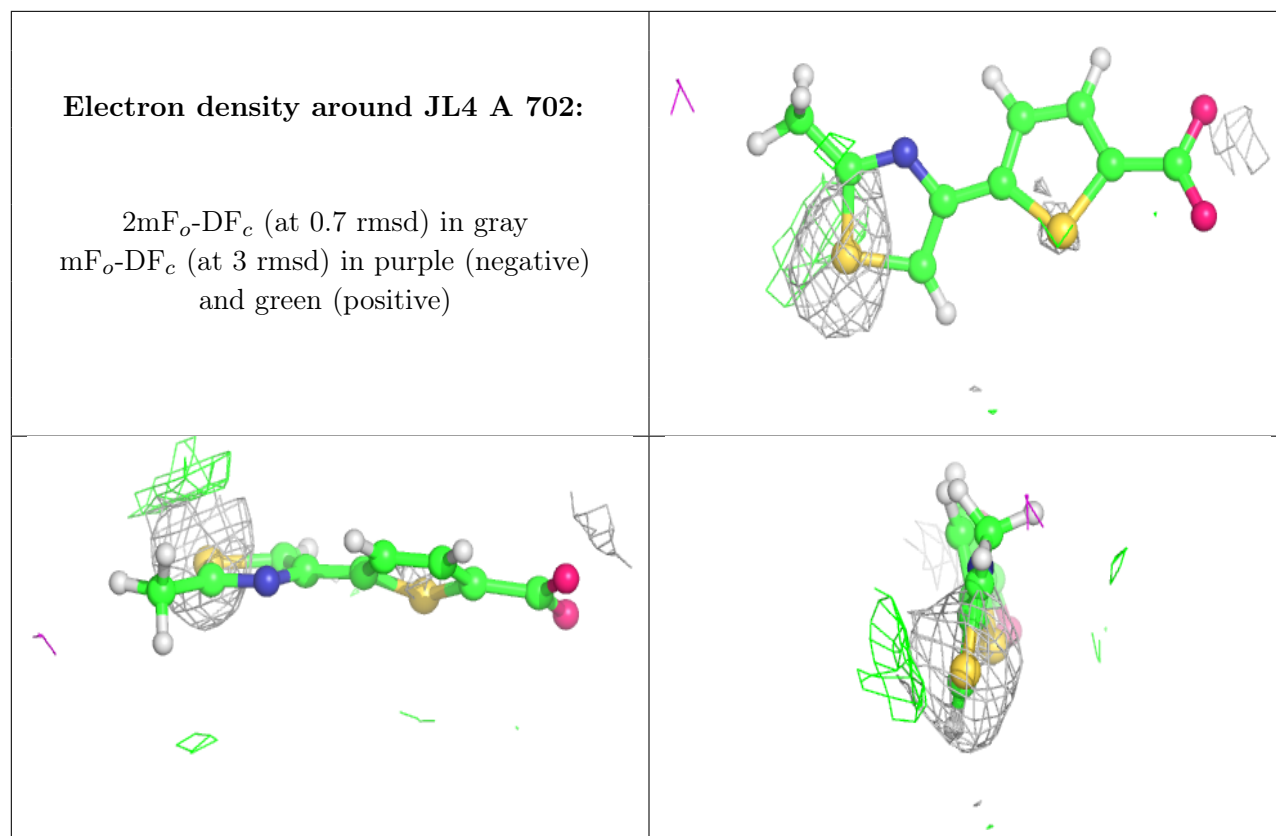 Electron density around JL4 A 702:
2mFo-DFc (at 0.7 rmsd) in gray
mFo-DFc (at 3 rmsd) in purple (negative)
and green (positive)